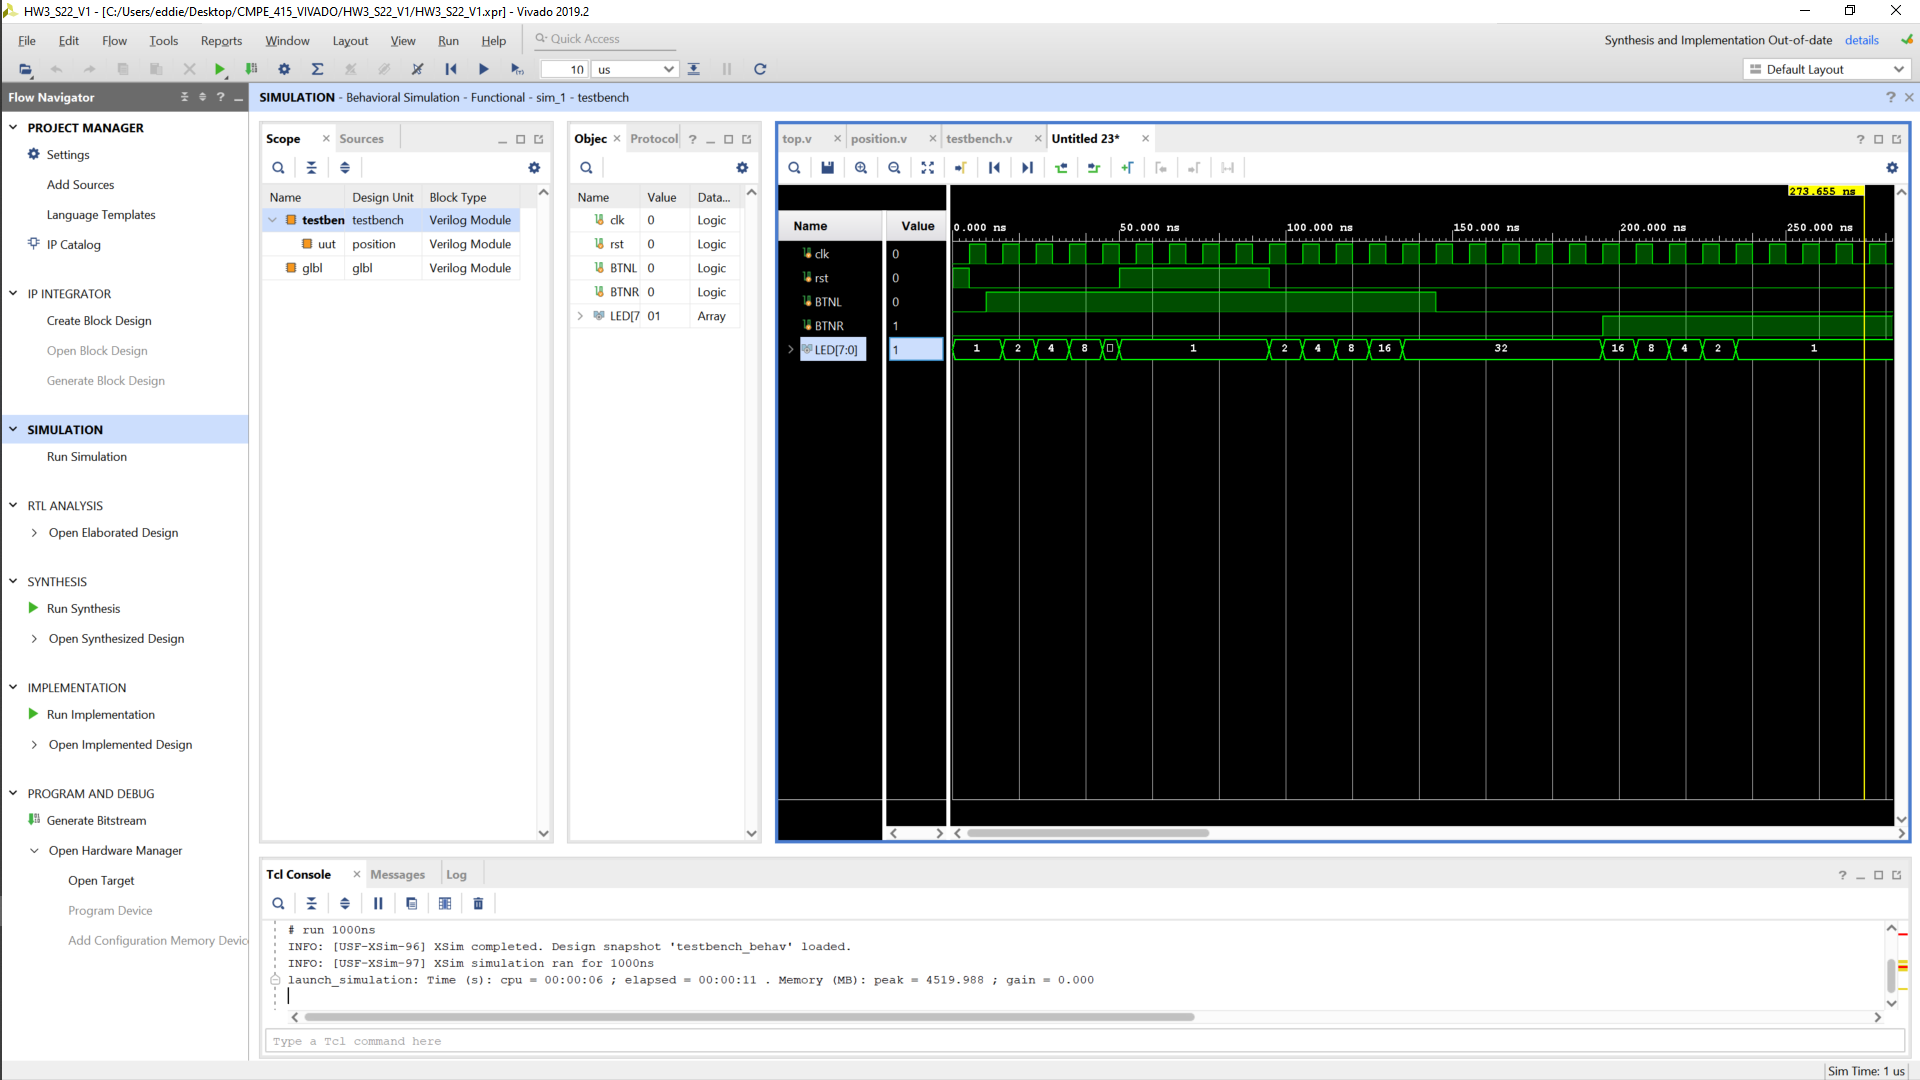 HW3_S22_V1 - [C:/Users/eddie/Desktop/CMPE_415_VIVADO/HW3_S22_V1/HW3_S22_V1.xpr] - Vivado 2019.2
File Edit Flow Tools Reports Window Layout View Run Help Quick Access
Synthesis and Implementation Out-of-date details
10 us
Default Layout
Flow Navigator
PROJECT MANAGER
Settings
Add Sources
Language Templates
IP Catalog
IP INTEGRATOR
Create Block Design
Open Block Design
Generate Block Design
SIMULATION
Run Simulation
RTL ANALYSIS
Open Elaborated Design
SYNTHESIS
Run Synthesis
Open Synthesized Design
IMPLEMENTATION
Run Implementation
Open Implemented Design
PROGRAM AND DEBUG
Generate Bitstream
Open Hardware Manager
Open Target
Program Device
Add Configuration Memory Devic
SIMULATION - Behavioral Simulation - Functional - sim_1 - testbench
Scope Sources
Name Design Unit Block Type
testben testbench Verilog Module
uut position Verilog Module
glbl glbl Verilog Module
Objec Protocol
Name Value Data...
clk 0 Logic
rst 0 Logic
BTNL 0 Logic
BTNR 0 Logic
LED[7 01 Array
top.v position.v testbench.v Untitled 23*
273.655 ns
Name Value
0.000 ns 50.000 ns 100.000 ns 150.000 ns 200.000 ns 250.000 ns
clk 0
rst 0
BTNL 0
BTNR 1
LED[7:0] 1 1 2 4 8 1 2 4 8 16 32 16 8 4 2 1
Tcl Console Messages Log
# run 1000ns
INFO: [USF-XSim-96] XSim completed. Design snapshot 'testbench_behav' loaded.
INFO: [USF-XSim-97] XSim simulation ran for 1000ns
launch_simulation: Time (s): cpu = 00:00:06 ; elapsed = 00:00:11 . Memory (MB): peak = 4519.988 ; gain = 0.000
Type a Tcl command here
Sim Time: 1 us